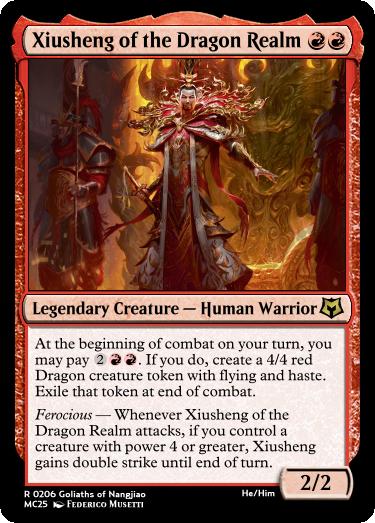 Xiusheng of the Dragon Realm
Legendary Creature — Human Warrior
At the beginning of combat on your turn, you
may pay 2. If you do, create a 4/4 red
Dragon creature token with flying and haste.
Exile that token at end of combat.
Ferocious — Whenever Xiusheng of the
Dragon Realm attacks, if you control a
creature with power 4 or greater, Xiusheng
gains double strike until end of turn.
2/2
R 0206 Goliaths of Nangjiao
He/Him
MC25 Federico Musetti